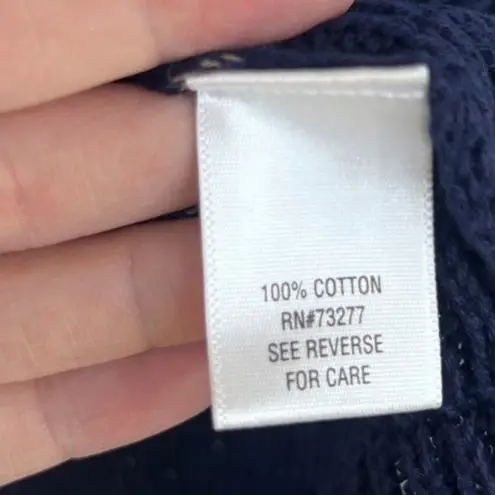 100% COTTON
RN#73277
SEE REVERSE
FOR CARE